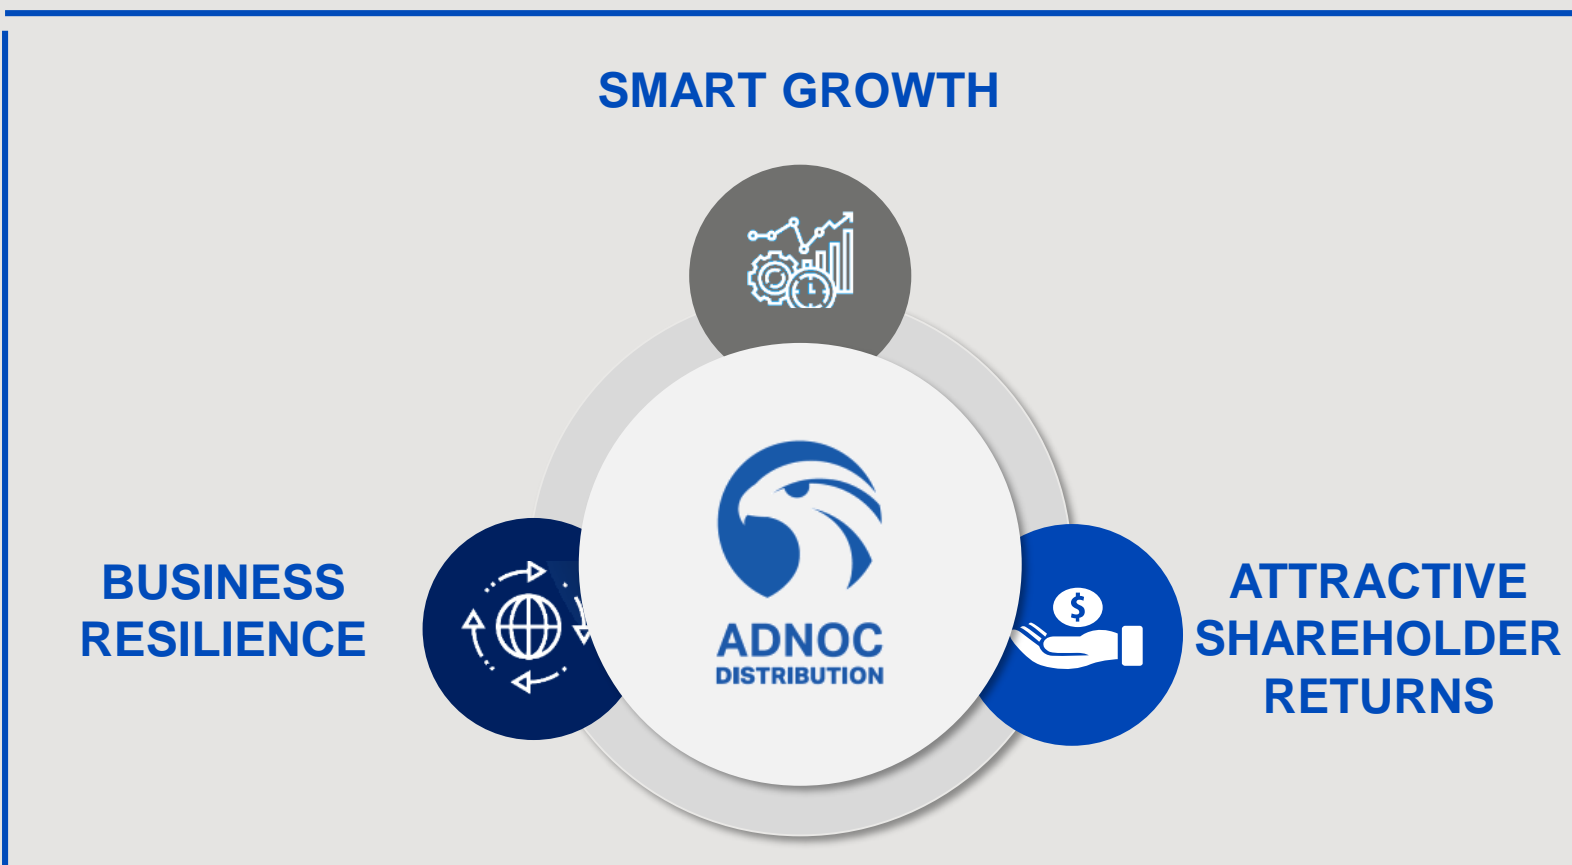 SMART GROWTH
BUSINESS
RESILIENCE
ADNOC
DISTRIBUTION
$
ATTRACTIVE
SHAREHOLDER
RETURNS